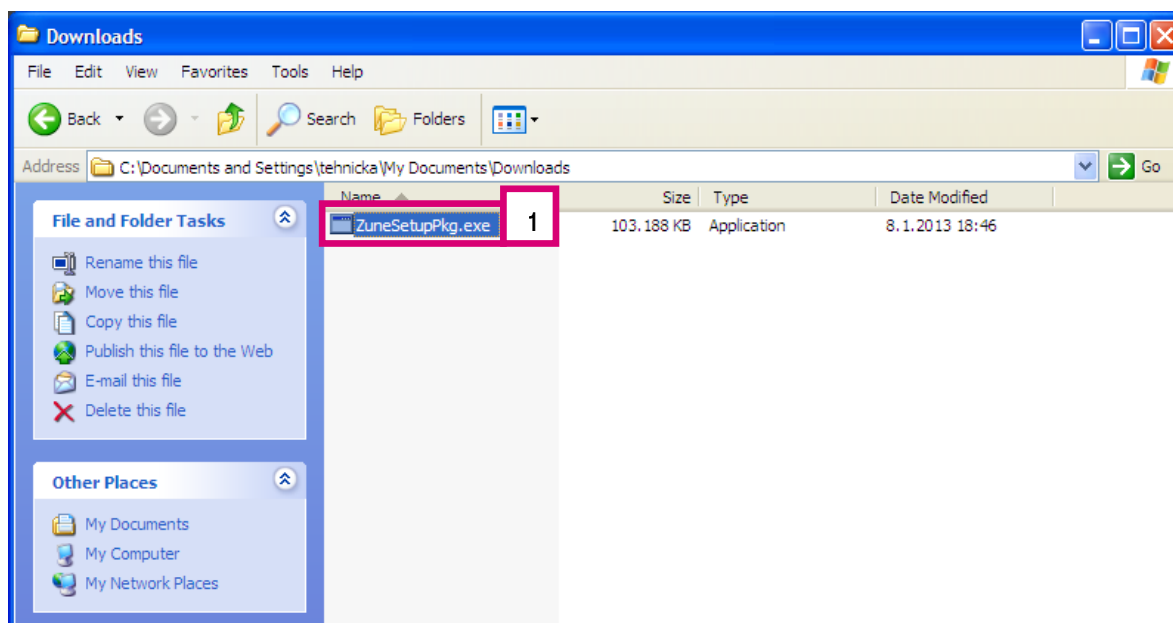 Downloads
File Edit View Favorites Tools Help
Back Search Folders
Address C:\Documents and Settings\tehnicka\My Documents\Downloads Go
Name Size Type Date Modified
ZuneSetupPkg.exe 1 103.188 KB Application 8.1.2013 18:46
File and Folder Tasks
Rename this file
Move this file
Copy this file
Publish this file to the Web
E-mail this file
Delete this file
Other Places
My Documents
My Computer
My Network Places